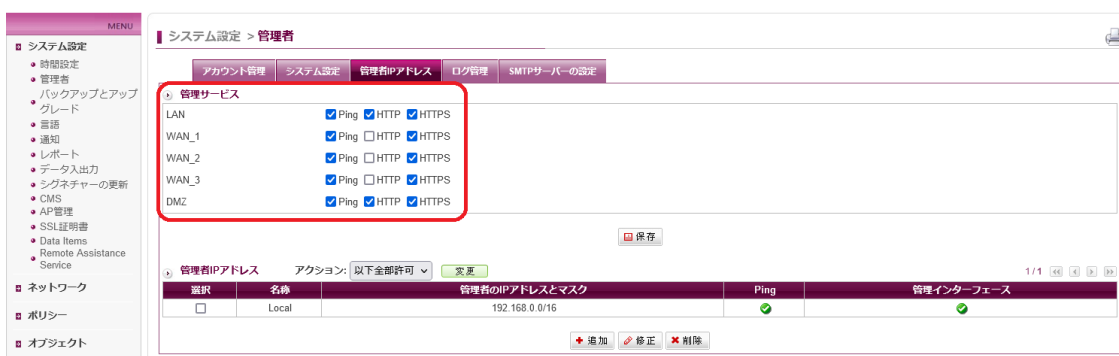 MENU
システム設定
時間設定
管理者
バックアップとアップ
グレード
言語
通知
レポート
データ入出力
シグネチャーの更新
CMS
AP管理
SSL証明書
Data Items
Remote Assistance
Service
ネットワーク
ポリシー
オブジェクト
システム設定 > 管理者
アカウント管理 システム設定 管理者IPアドレス ログ管理 SMTPサーバーの設定
管理サービス
LAN Ping HTTP HTTPS
WAN_1 Ping HTTP HTTPS
WAN_2 Ping HTTP HTTPS
WAN_3 Ping HTTP HTTPS
DMZ Ping HTTP HTTPS
保存
管理者IPアドレス アクション: 以下全部許可 変更 1/1
選択 名称 管理者のIPアドレスとマスク Ping 管理インターフェース
Local 192.168.0.0/16
追加 修正 削除